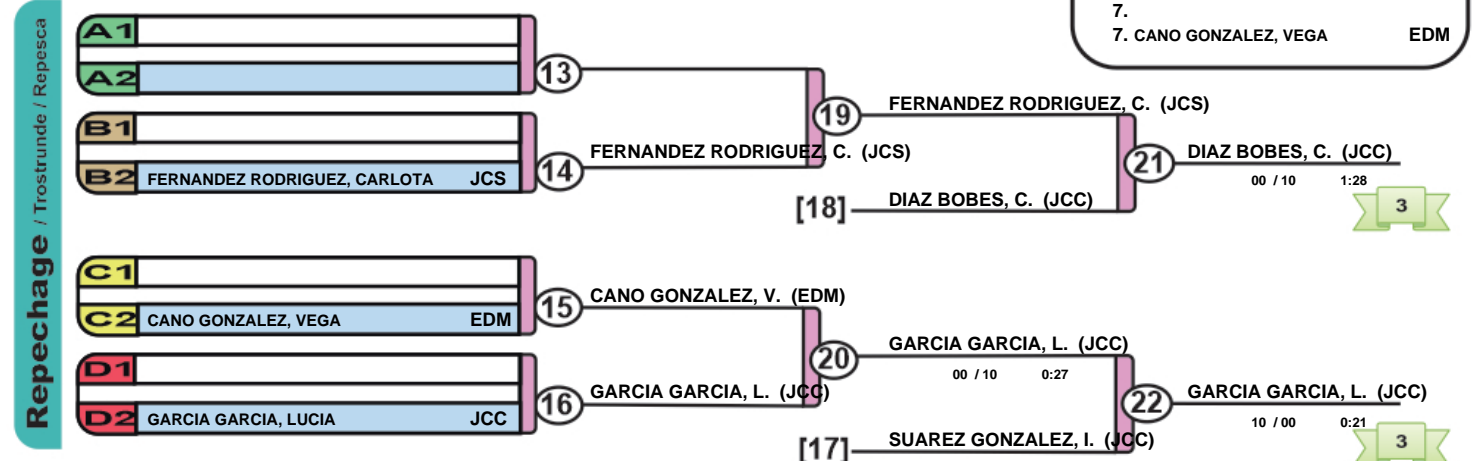 Repechage / Trostrunde / Repesca
7.
7. CANO GONZALEZ, VEGA EDM
A1
A2
13
B1
B2 FERNANDEZ RODRIGUEZ, CARLOTA JCS
14
FERNANDEZ RODRIGUEZ, C. (JCS)
19
FERNANDEZ RODRIGUEZ, C. (JCS)
[18]
DIAZ BOBES, C. (JCC)
21
DIAZ BOBES, C. (JCC)
00 / 10 1:28
3
C1
C2 CANO GONZALEZ, VEGA EDM
15
CANO GONZALEZ, V. (EDM)
D1
D2 GARCIA GARCIA, LUCIA JCC
16
GARCIA GARCIA, L. (JCC)
20
GARCIA GARCIA, L. (JCC)
00 / 10 0:27
[17]
SUAREZ GONZALEZ, I. (JCC)
22
GARCIA GARCIA, L. (JCC)
10 / 00 0:21
3